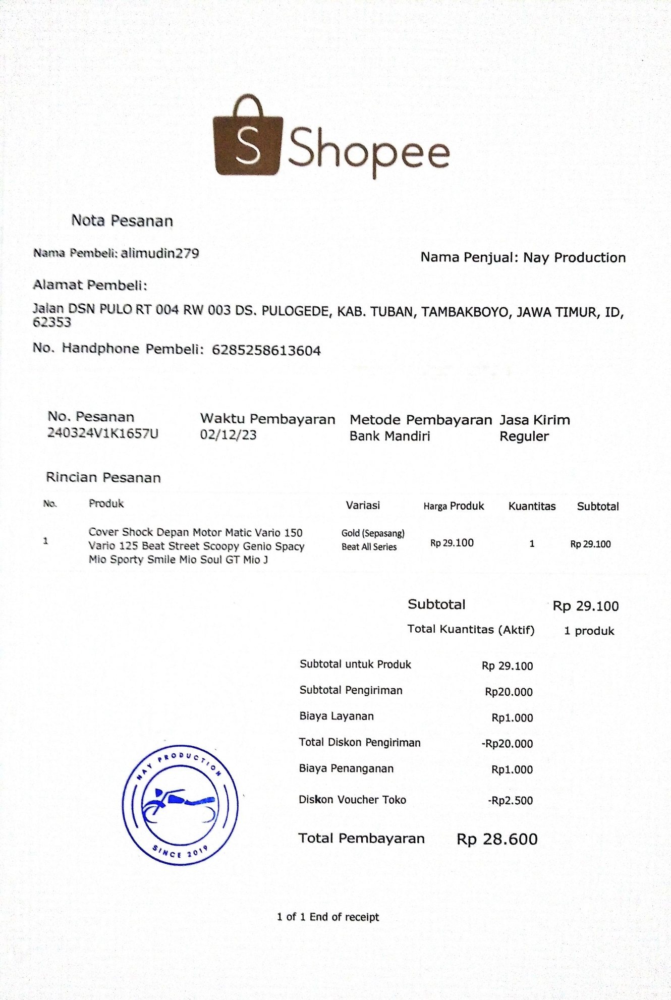 S Shopee
Nota Pesanan
Nama Pembeli: alimudin279
Nama Penjual: Nay Production
Alamat Pembeli:
Jalan DSN PULO RT 004 RW 003 DS. PULOGEDE, KAB. TUBAN, TAMBAKBOYO, JAWA TIMUR, ID,
62353
No. Handphone Pembeli: 6285258613604
No. Pesanan Waktu Pembayaran Metode Pembayaran Jasa Kirim
240324V1K1657U 02/12/23 Bank Mandiri Reguler
Rincian Pesanan
No. Produk Variasi Harga Produk Kuantitas Subtotal
Cover Shock Depan Motor Matic Vario 150 Gold (Sepasang)
1 Vario 125 Beat Street Scoopy Genio Spacy Beat All Series Rp 29.100 1 Rp 29.100
Mio Sporty Smile Mio Soul GT Mio J
Subtotal Rp 29.100
Total Kuantitas (Aktif) 1 produk
Subtotal untuk Produk Rp 29.100
Subtotal Pengiriman Rp20.000
Biaya Layanan Rp1.000
Total Diskon Pengiriman -Rp20.000
Biaya Penanganan Rp1.000
Diskon Voucher Toko -Rp2.500
Total Pembayaran Rp 28.600
NAY PRODUCTION
SINCE 2019
1 of 1 End of receipt